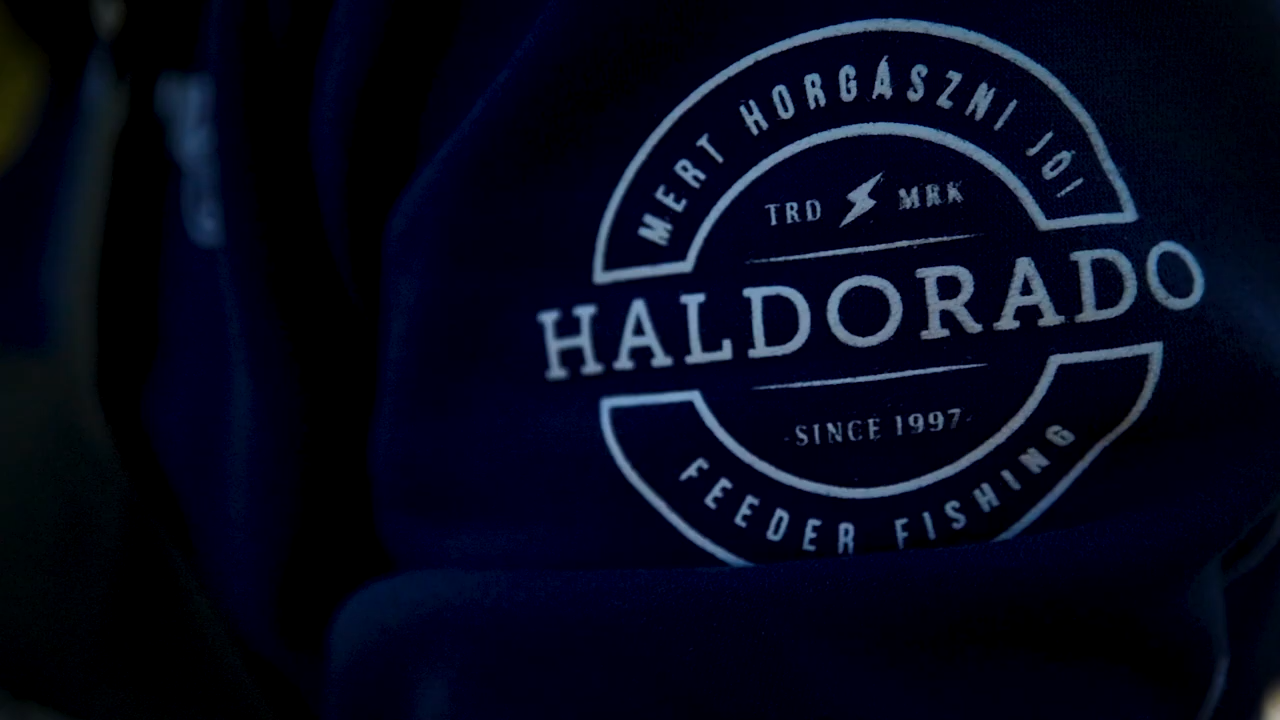 MERT HORGÁSZNI JÓ!
TRD MRK
HALDORADO
-SINCE 1997-
FEEDER FISHING